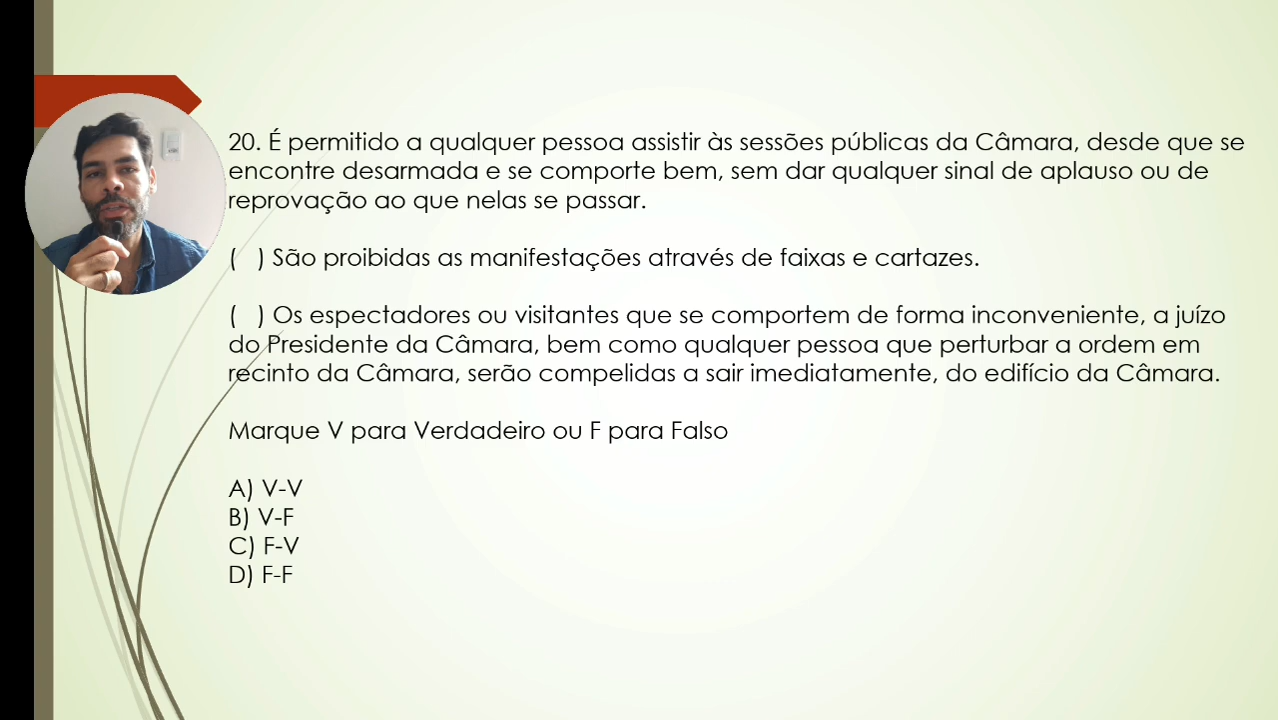 20. É permitido a qualquer pessoa assistir às sessões públicas da Câmara, desde que se
encontre desarmada e se comporte bem, sem dar qualquer sinal de aplauso ou de
reprovação ao que nelas se passar.
( ) São proibidas as manifestações através de faixas e cartazes.
( ) Os espectadores ou visitantes que se comportem de forma inconveniente, a juízo
do Presidente da Câmara, bem como qualquer pessoa que perturbar a ordem em
recinto da Câmara, serão compelidas a sair imediatamente, do edifício da Câmara.
Marque V para Verdadeiro ou F para Falso
A) V-V
B) V-F
C) F-V
D) F-F